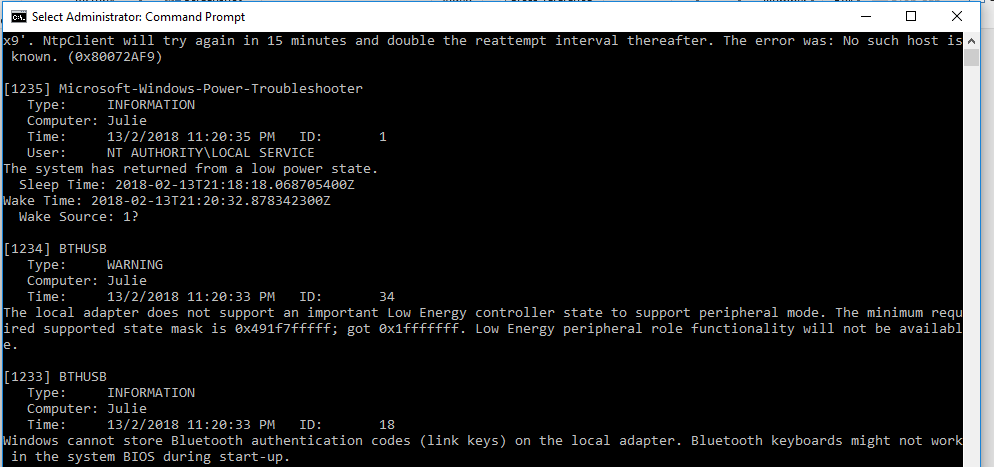 Select Administrator: Command Prompt
x9'. NtpClient will try again in 15 minutes and double the reattempt interval thereafter. The error was: No such host is
known. (0x80072AF9)
[1235] Microsoft-Windows-Power-Troubleshooter
Type: INFORMATION
Computer: Julie
Time: 13/2/2018 11:20:35 PM ID: 1
User: NT AUTHORITY\LOCAL SERVICE
The system has returned from a low power state.
Sleep Time: 2018-02-13T21:18:18.068705400Z
Wake Time: 2018-02-13T21:20:32.878342300Z
Wake Source: 1?
[1234] BTHUSB
Type: WARNING
Computer: Julie
Time: 13/2/2018 11:20:33 PM ID: 34
The local adapter does not support an important Low Energy controller state to support peripheral mode. The minimum requ
ired supported state mask is 0x491f7fffff; got 0x1fffffff. Low Energy peripheral role functionality will not be availabl
e.
[1233] BTHUSB
Type: INFORMATION
Computer: Julie
Time: 13/2/2018 11:20:33 PM ID: 18
Windows cannot store Bluetooth authentication codes (link keys) on the local adapter. Bluetooth keyboards might not work
in the system BIOS during start-up.